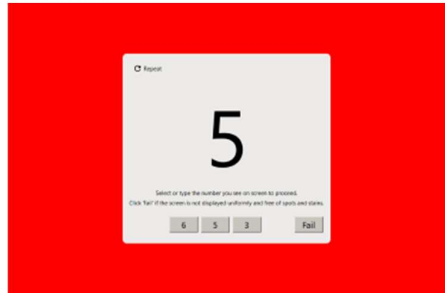 Repeat
5
Select or type the number you see on screen to proceed.
Click 'Fail' if the screen is not displayed uniformly and free of spots and stains.
6 5 3 Fail